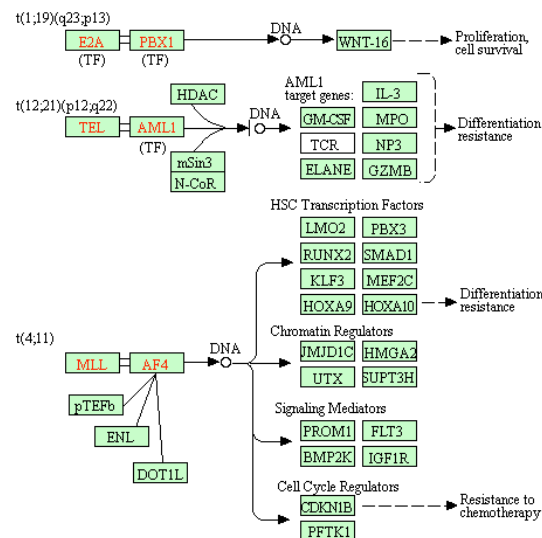 t(1;19)(q23;p13)
E2A PBX1 DNA WNT-16 Proliferation,
(TF) (TF) cell survival
t(12;21)(p12;q22)
TEL AML1 (TF)
HDAC
mSin3
N-CoR
DNA
AML1
target genes: IL-3
GM-CSF MPO
TCR NP3
ELANE GZMB
Differentiation
resistance
HSC Transcription Factors
LMO2 PBX3
RUNX2 SMAD1
KLF3 MEF2C
HOXA9 HOXA10
Differentiation
resistance
t(4;11)
MLL AF4 DNA
pTEFb
ENL
DOT1L
Chromatin Regulators
JMJD1C HMGA2
UTX SUPT3H
Signaling Mediators
PROM1 FLT3
BMP2K IGF1R
Cell Cycle Regulators
CDKN1B
PFTK1
Resistance to
chemotherapy